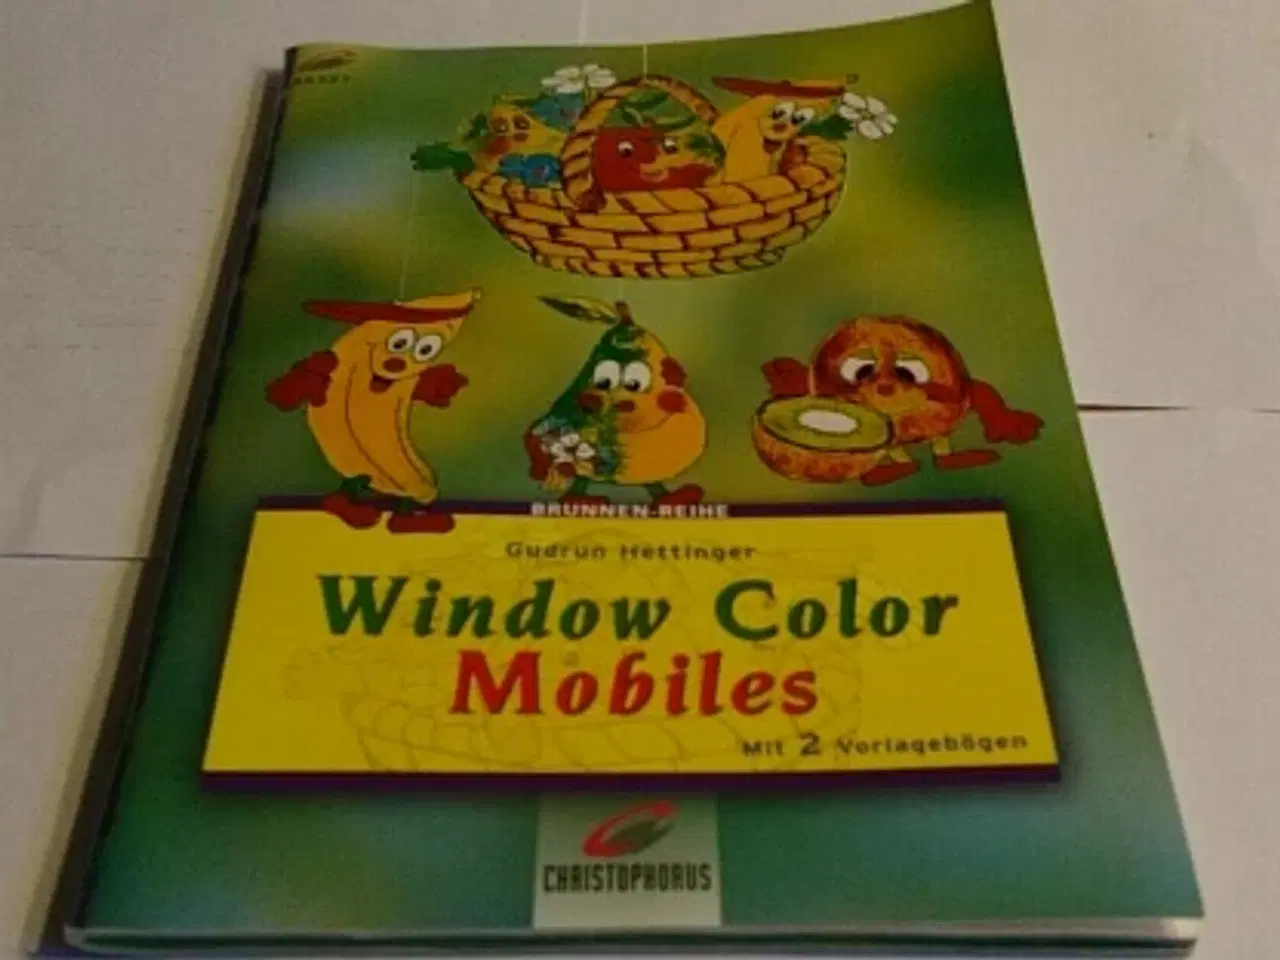 BRUNNEN-REIHE
Gudrun Hettinger
Window Color
Mobiles
Mit 2 Vorlagebögen
CHRISTOPHORUS